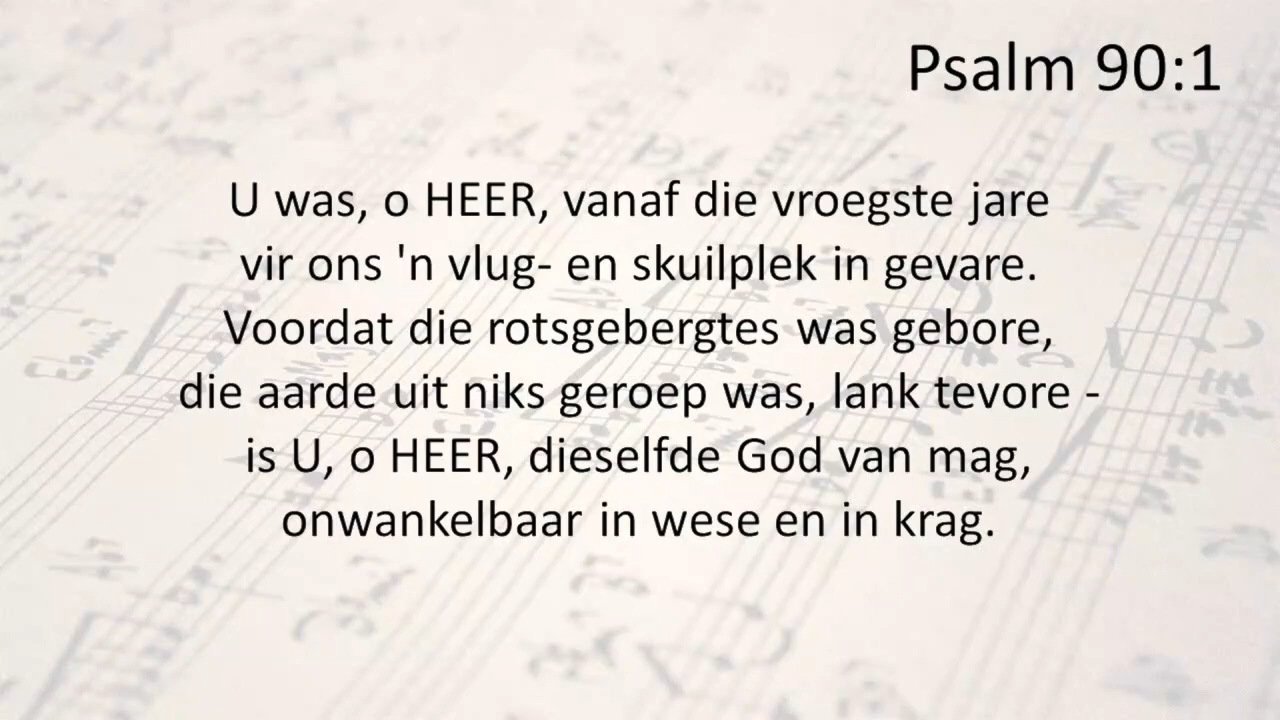 Psalm 90:1
U was, o HEER, vanaf die vroegste jare
vir ons 'n vlug- en skuilplek in gevare.
Voordat die rotsgebergtes was gebore,
die aarde uit niks geroep was, lank tevore -
is U, o HEER, dieselfde God van mag,
onwankelbaar in wese en in krag.